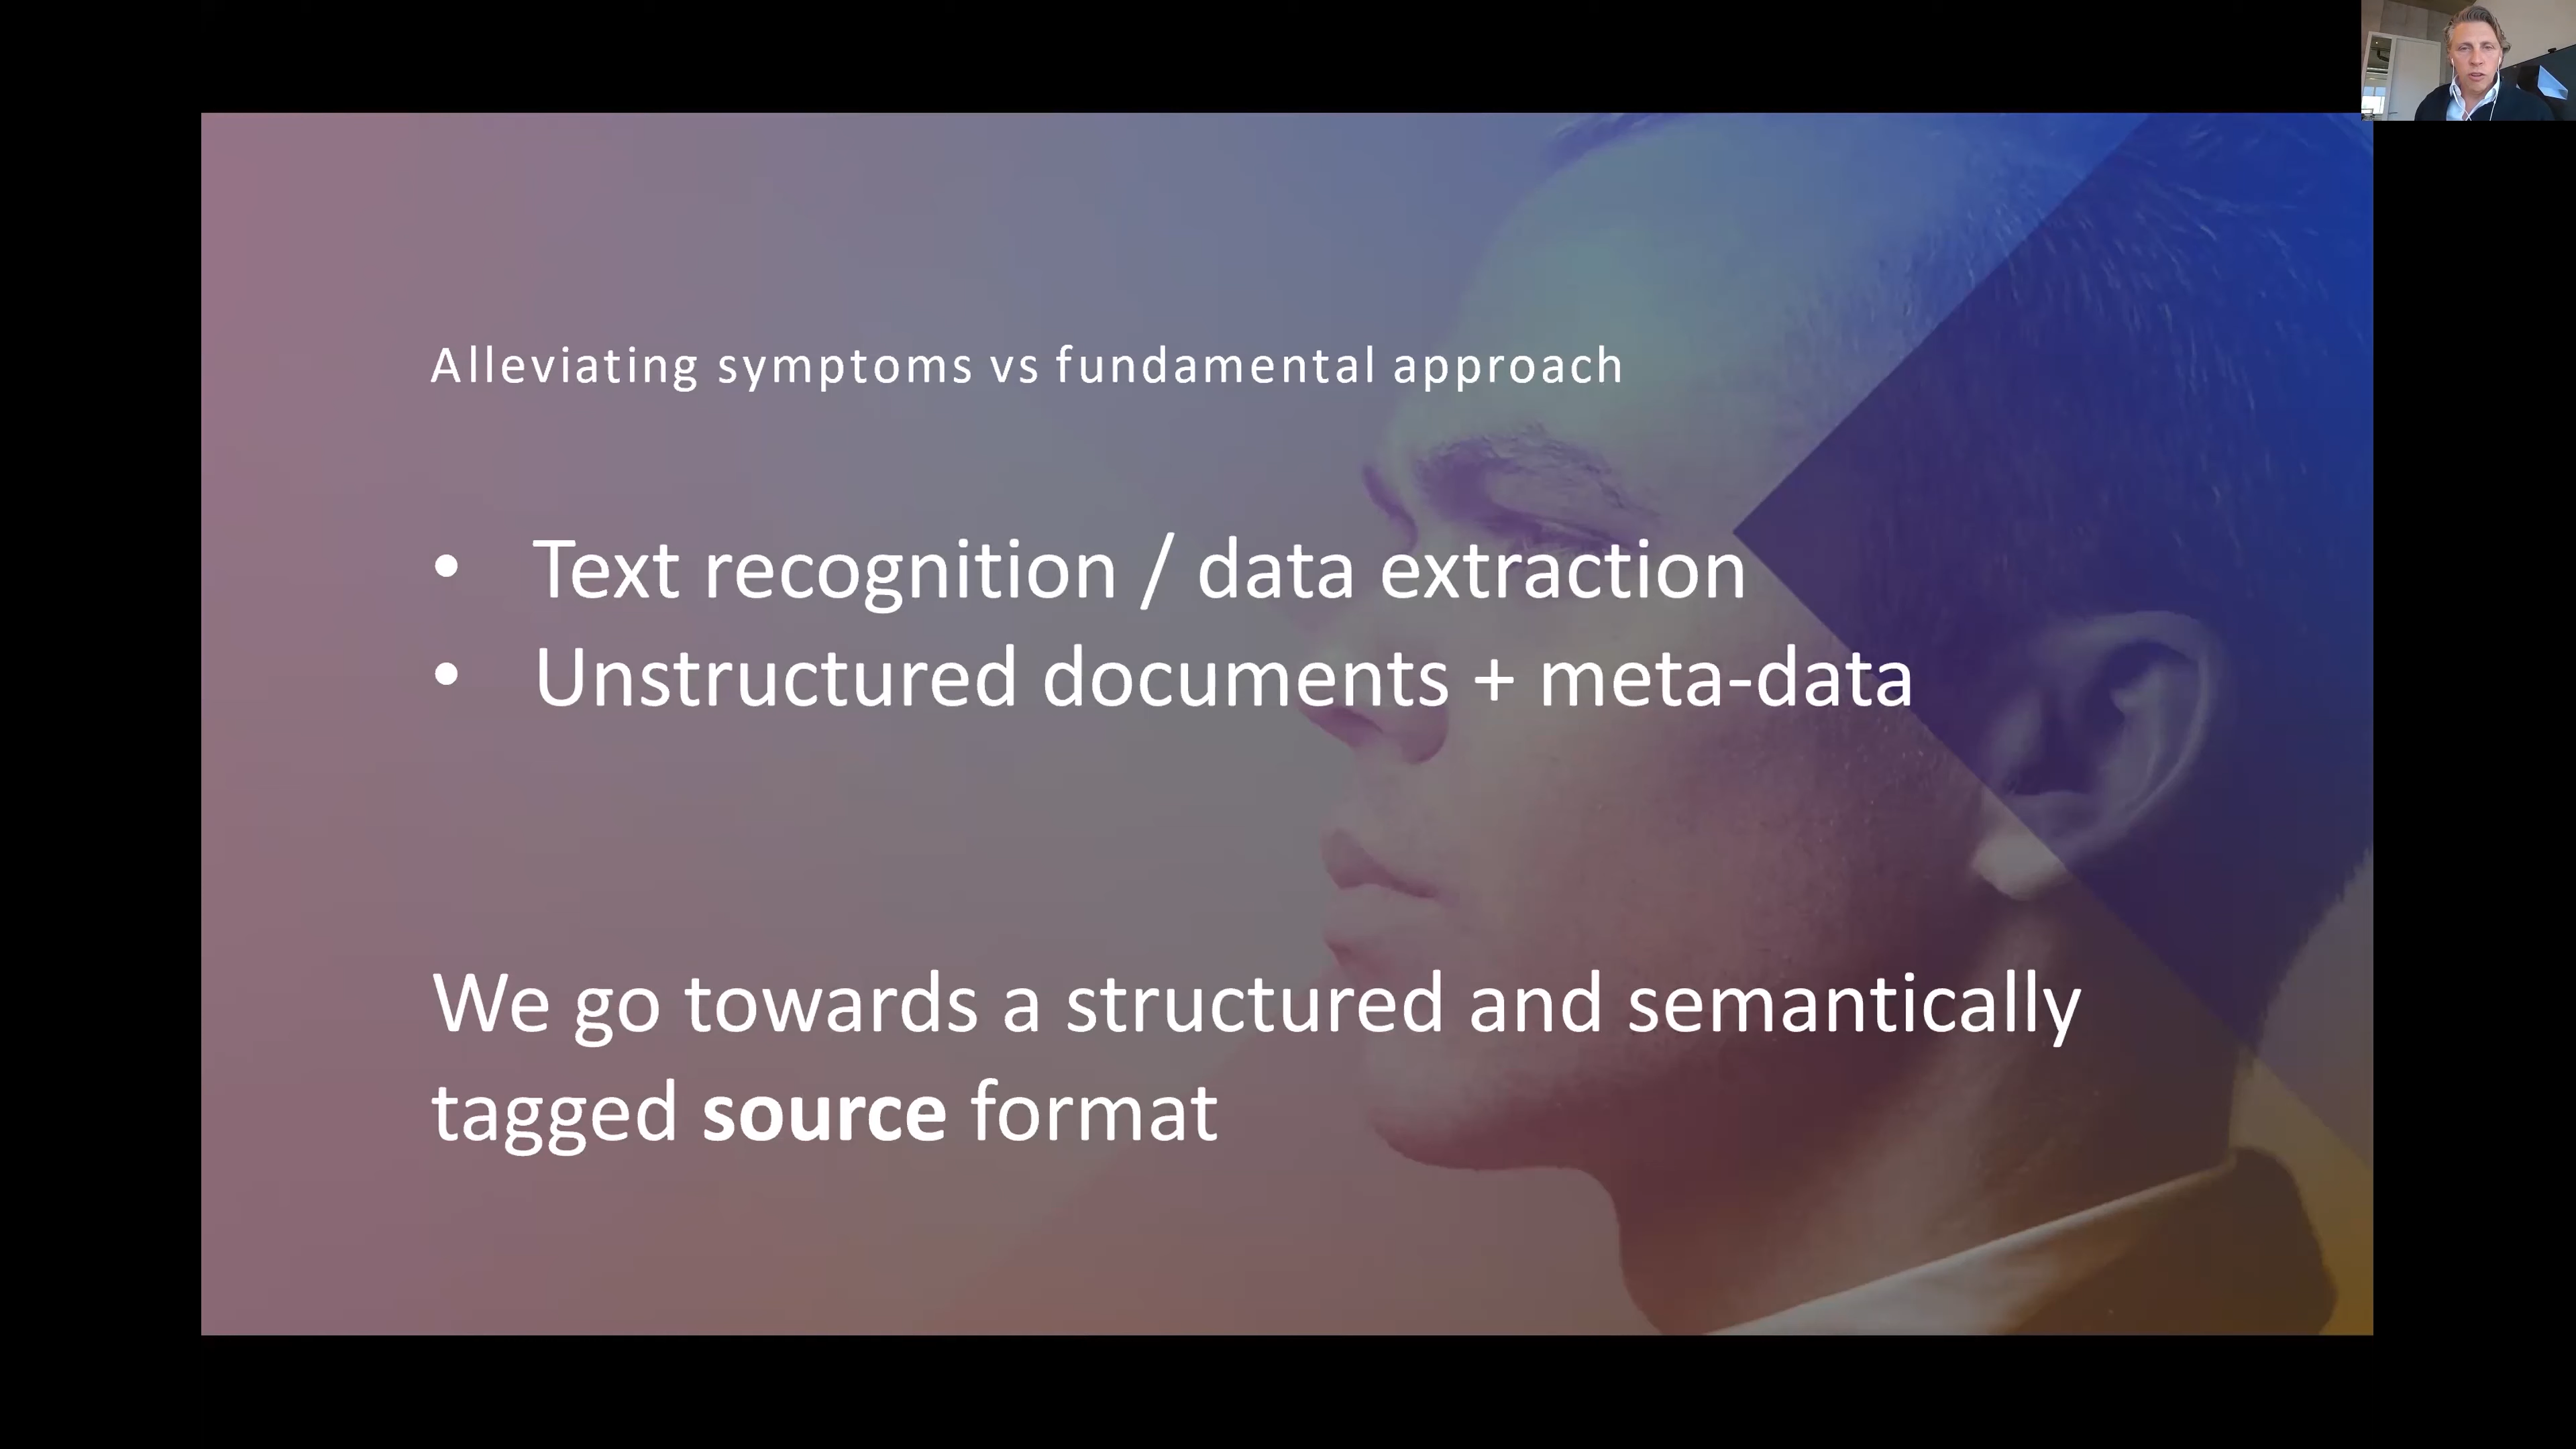 Alleviating symptoms vs fundamental approach
• Text recognition / data extraction
• Unstructured documents + meta-data
We go towards a structured and semantically
tagged source format